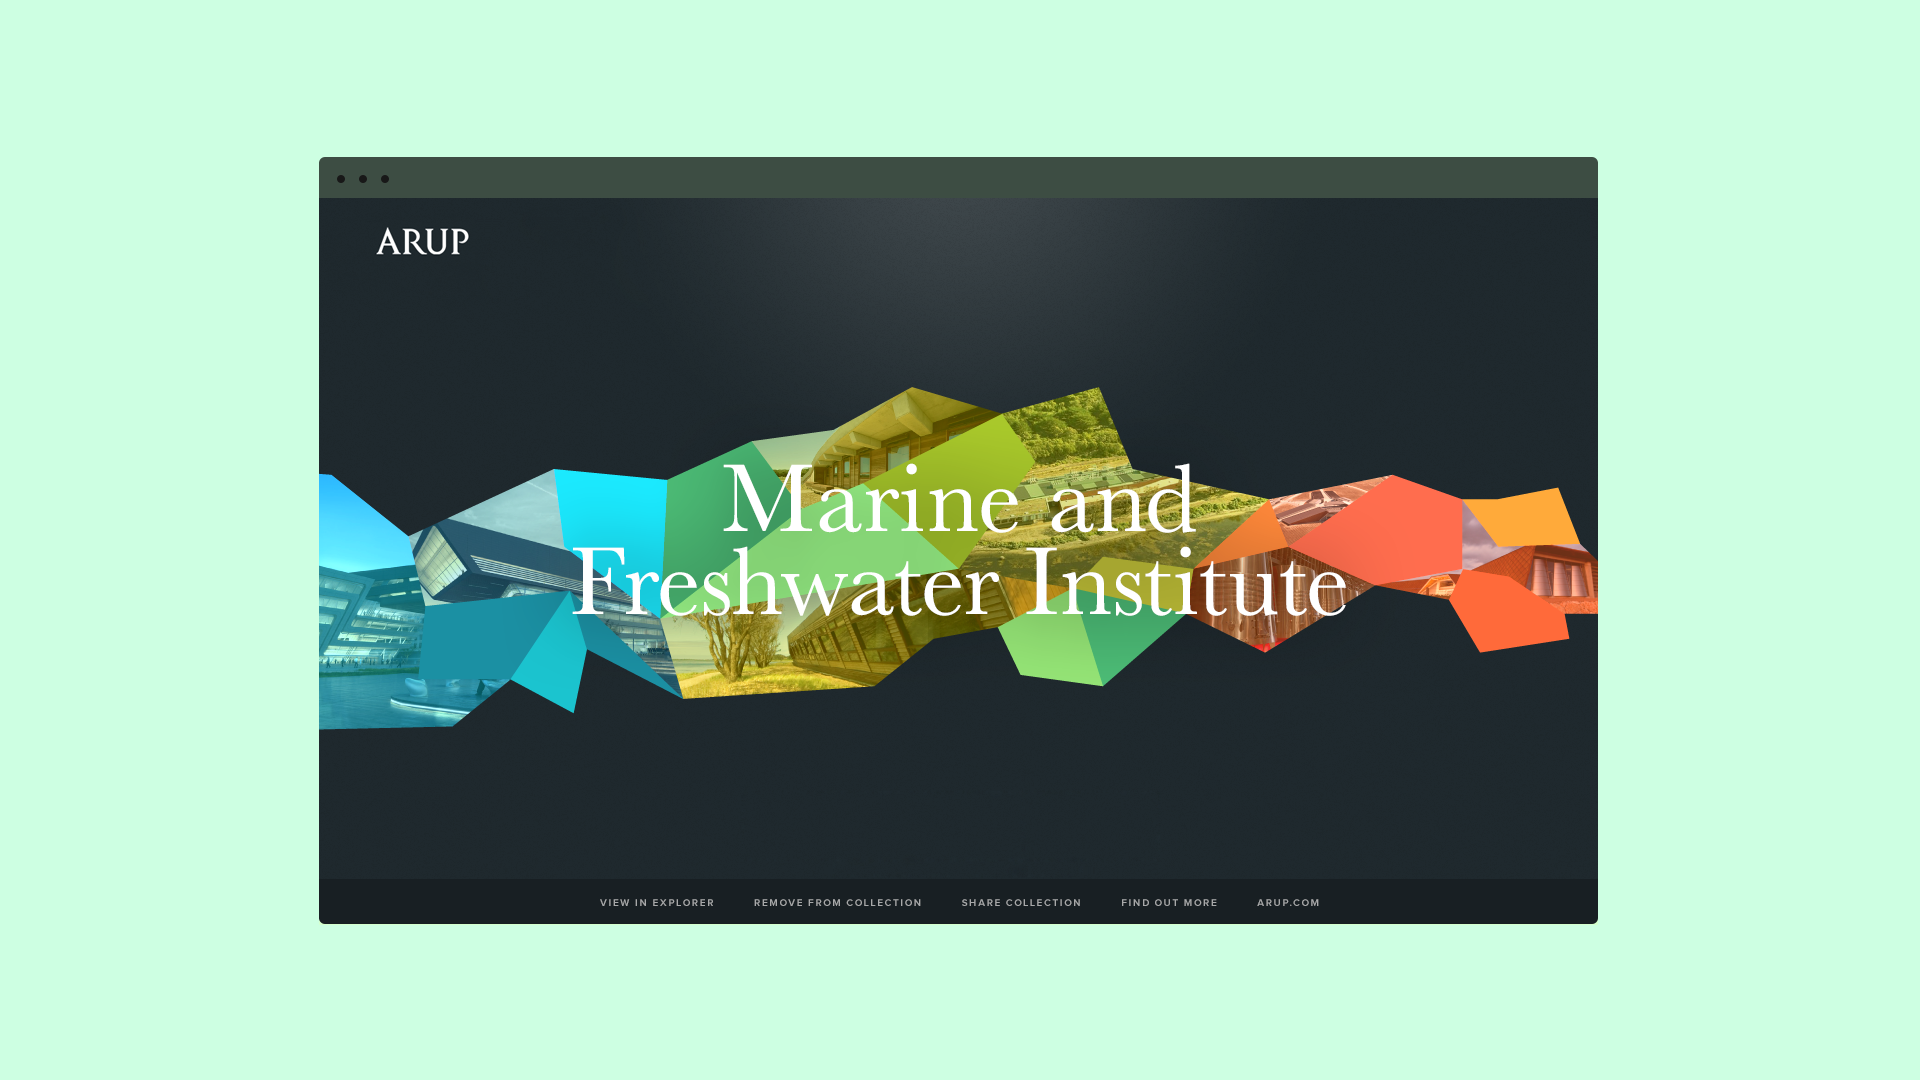 ARUP
Marine and
Freshwater Institute
VIEW IN EXPLORER REMOVE FROM COLLECTION SHARE COLLECTION FIND OUT MORE ARUP.COM